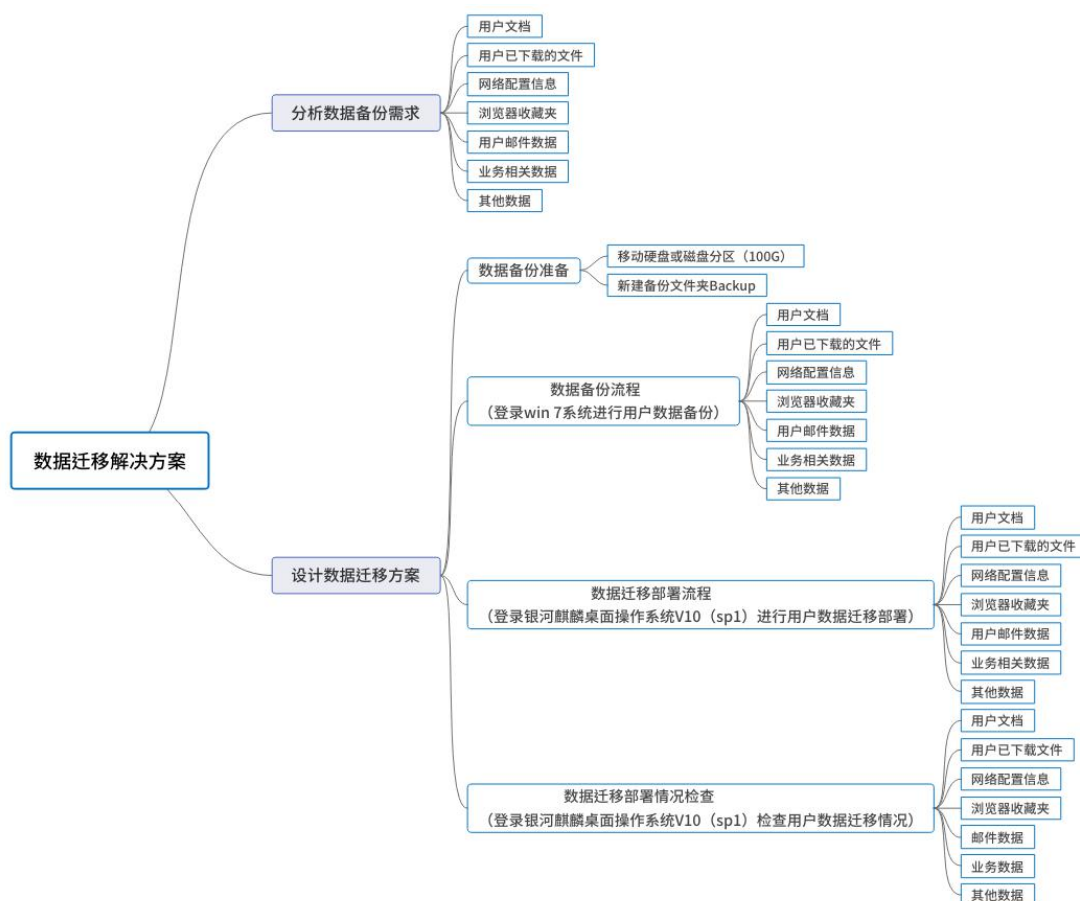 数据迁移解决方案
分析数据备份需求
用户文档
用户已下载的文件
网络配置信息
浏览器收藏夹
用户邮件数据
业务相关数据
其他数据
设计数据迁移方案
数据备份准备
移动硬盘或磁盘分区（100G）
新建备份文件夹Backup
数据备份流程
（登录win 7系统进行用户数据备份）
用户文档
用户已下载的文件
网络配置信息
浏览器收藏夹
用户邮件数据
业务相关数据
其他数据
数据迁移部署流程
（登录银河麒麟桌面操作系统V10（sp1）进行用户数据迁移部署）
用户文档
用户已下载的文件
网络配置信息
浏览器收藏夹
用户邮件数据
业务相关数据
其他数据
数据迁移部署情况检查
（登录银河麒麟桌面操作系统V10（sp1）检查用户数据迁移情况）
用户文档
用户已下载文件
网络配置信息
浏览器收藏夹
邮件数据
业务数据
其他数据